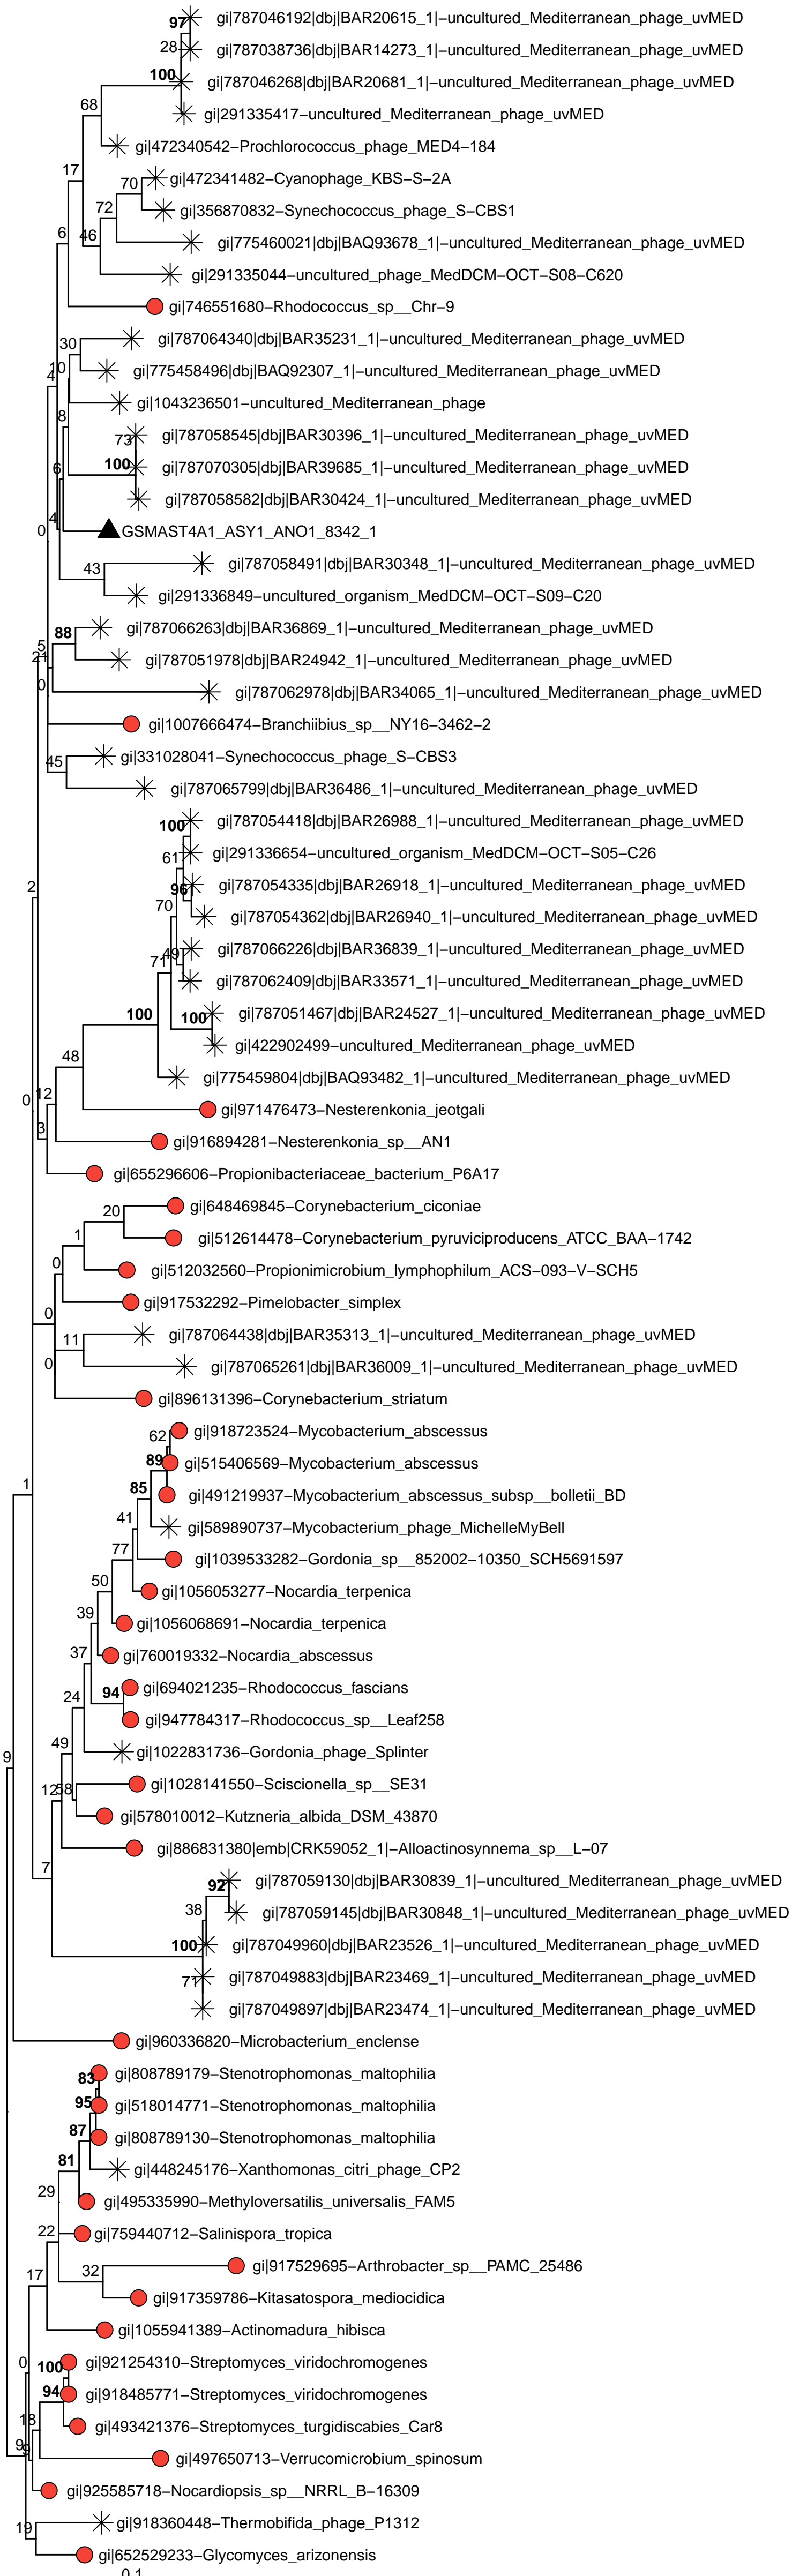 97
gi|787046192|dbj|BAR20615_1|−uncultured_Mediterranean_phage_uvMED
28
gi|787038736|dbj|BAR14273_1|−uncultured_Mediterranean_phage_uvMED
100
gi|787046268|dbj|BAR20681_1|−uncultured_Mediterranean_phage_uvMED
68
gi|291335417−uncultured_Mediterranean_phage_uvMED
gi|472340542−Prochlorococcus_phage_MED4−184
17
70
gi|472341482−Cyanophage_KBS−S−2A
72
gi|356870832−Synechococcus_phage_S−CBS1
6
46
gi|775460021|dbj|BAQ93678_1|−uncultured_Mediterranean_phage_uvMED
gi|291335044−uncultured_phage_MedDCM−OCT−S08−C620
gi|746551680−Rhodococcus_sp__Chr−9
30
gi|787064340|dbj|BAR35231_1|−uncultured_Mediterranean_phage_uvMED
4
10
gi|775458496|dbj|BAQ92307_1|−uncultured_Mediterranean_phage_uvMED
gi|1043236501−uncultured_Mediterranean_phage
8
73
gi|787058545|dbj|BAR30396_1|−uncultured_Mediterranean_phage_uvMED
6
100
gi|787070305|dbj|BAR39685_1|−uncultured_Mediterranean_phage_uvMED
gi|787058582|dbj|BAR30424_1|−uncultured_Mediterranean_phage_uvMED
4
0
GSMAST4A1_ASY1_ANO1_8342_1
43
gi|787058491|dbj|BAR30348_1|−uncultured_Mediterranean_phage_uvMED
gi|291336849−uncultured_organism_MedDCM−OCT−S09−C20
88
gi|787066263|dbj|BAR36869_1|−uncultured_Mediterranean_phage_uvMED
5
21
gi|787051978|dbj|BAR24942_1|−uncultured_Mediterranean_phage_uvMED
0
gi|787062978|dbj|BAR34065_1|−uncultured_Mediterranean_phage_uvMED
gi|1007666474−Branchiibius_sp__NY16−3462−2
45
gi|331028041−Synechococcus_phage_S−CBS3
gi|787065799|dbj|BAR36486_1|−uncultured_Mediterranean_phage_uvMED
100
gi|787054418|dbj|BAR26988_1|−uncultured_Mediterranean_phage_uvMED
61
gi|291336654−uncultured_organism_MedDCM−OCT−S05−C26
2
96
gi|787054335|dbj|BAR26918_1|−uncultured_Mediterranean_phage_uvMED
70
gi|787054362|dbj|BAR26940_1|−uncultured_Mediterranean_phage_uvMED
71
49
gi|787066226|dbj|BAR36839_1|−uncultured_Mediterranean_phage_uvMED
gi|787062409|dbj|BAR33571_1|−uncultured_Mediterranean_phage_uvMED
100
100
gi|787051467|dbj|BAR24527_1|−uncultured_Mediterranean_phage_uvMED
48
gi|422902499−uncultured_Mediterranean_phage_uvMED
gi|775459804|dbj|BAQ93482_1|−uncultured_Mediterranean_phage_uvMED
0
12
gi|971476473−Nesterenkonia_jeotgali
3
gi|916894281−Nesterenkonia_sp__AN1
gi|655296606−Propionibacteriaceae_bacterium_P6A17
20
gi|648469845−Corynebacterium_ciconiae
1
gi|512614478−Corynebacterium_pyruviciproducens_ATCC_BAA−1742
0
gi|512032560−Propionimicrobium_lymphophilum_ACS−093−V−SCH5
0
gi|917532292−Pimelobacter_simplex
11
gi|787064438|dbj|BAR35313_1|−uncultured_Mediterranean_phage_uvMED
0
gi|787065261|dbj|BAR36009_1|−uncultured_Mediterranean_phage_uvMED
gi|896131396−Corynebacterium_striatum
62
gi|918723524−Mycobacterium_abscessus
89
gi|515406569−Mycobacterium_abscessus
1
85
gi|491219937−Mycobacterium_abscessus_subsp__bolletii_BD
41
gi|589890737−Mycobacterium_phage_MichelleMyBell
77
gi|1039533282−Gordonia_sp__852002−10350_SCH5691597
50
gi|1056053277−Nocardia_terpenica
39
gi|1056068691−Nocardia_terpenica
37
gi|760019332−Nocardia_abscessus
24
94
gi|694021235−Rhodococcus_fascians
gi|947784317−Rhodococcus_sp__Leaf258
49
gi|1022831736−Gordonia_phage_Splinter
9
12
58
gi|1028141550−Sciscionella_sp__SE31
gi|578010012−Kutzneria_albida_DSM_43870
7
gi|886831380|emb|CRK59052_1|−Alloactinosynnema_sp__L−07
92
gi|787059130|dbj|BAR30839_1|−uncultured_Mediterranean_phage_uvMED
38
gi|787059145|dbj|BAR30848_1|−uncultured_Mediterranean_phage_uvMED
100
gi|787049960|dbj|BAR23526_1|−uncultured_Mediterranean_phage_uvMED
71
gi|787049883|dbj|BAR23469_1|−uncultured_Mediterranean_phage_uvMED
gi|787049897|dbj|BAR23474_1|−uncultured_Mediterranean_phage_uvMED
gi|960336820−Microbacterium_enclense
83
gi|808789179−Stenotrophomonas_maltophilia
95
gi|518014771−Stenotrophomonas_maltophilia
87
gi|808789130−Stenotrophomonas_maltophilia
81
gi|448245176−Xanthomonas_citri_phage_CP2
29
gi|495335990−Methyloversatilis_universalis_FAM5
22
gi|759440712−Salinispora_tropica
17
32
gi|917529695−Arthrobacter_sp__PAMC_25486
gi|917359786−Kitasatospora_mediocidica
gi|1055941389−Actinomadura_hibisca
0
100
gi|921254310−Streptomyces_viridochromogenes
94
gi|918485771−Streptomyces_viridochromogenes
18
gi|493421376−Streptomyces_turgidiscabies_Car8
9
9
gi|497650713−Verrucomicrobium_spinosum
gi|925585718−Nocardiopsis_sp__NRRL_B−16309
19
gi|918360448−Thermobifida_phage_P1312
gi|652529233−Glycomyces_arizonensis
0.1